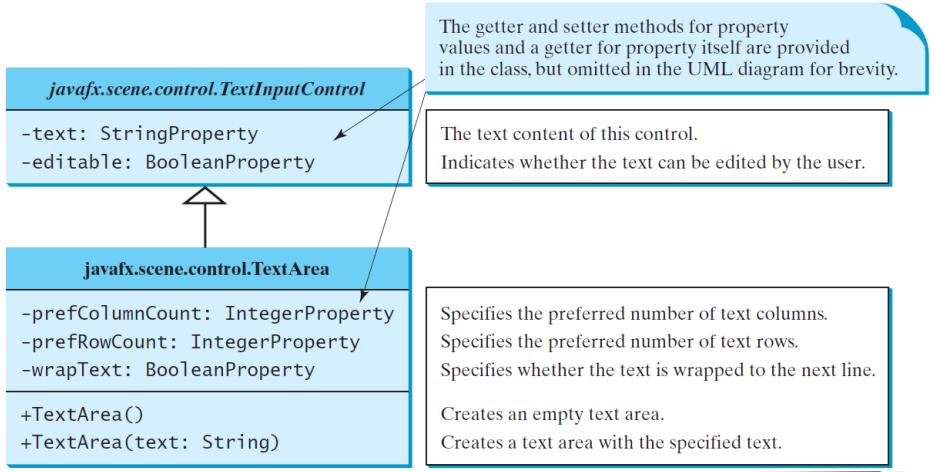 The getter and setter methods for property
values and a getter for property itself are provided
in the class, but omitted in the UML diagram for brevity.
javafx.scene.control.TextInputControl
-text: StringProperty
-editable: BooleanProperty
The text content of this control.
Indicates whether the text can be edited by the user.
javafx.scene.control.TextArea
-prefColumnCount: IntegerProperty
-prefRowCount: IntegerProperty
-wrapText: BooleanProperty
Specifies the preferred number of text columns.
Specifies the preferred number of text rows.
Specifies whether the text is wrapped to the next line.
+TextArea()
+TextArea(text: String)
Creates an empty text area.
Creates a text area with the specified text.